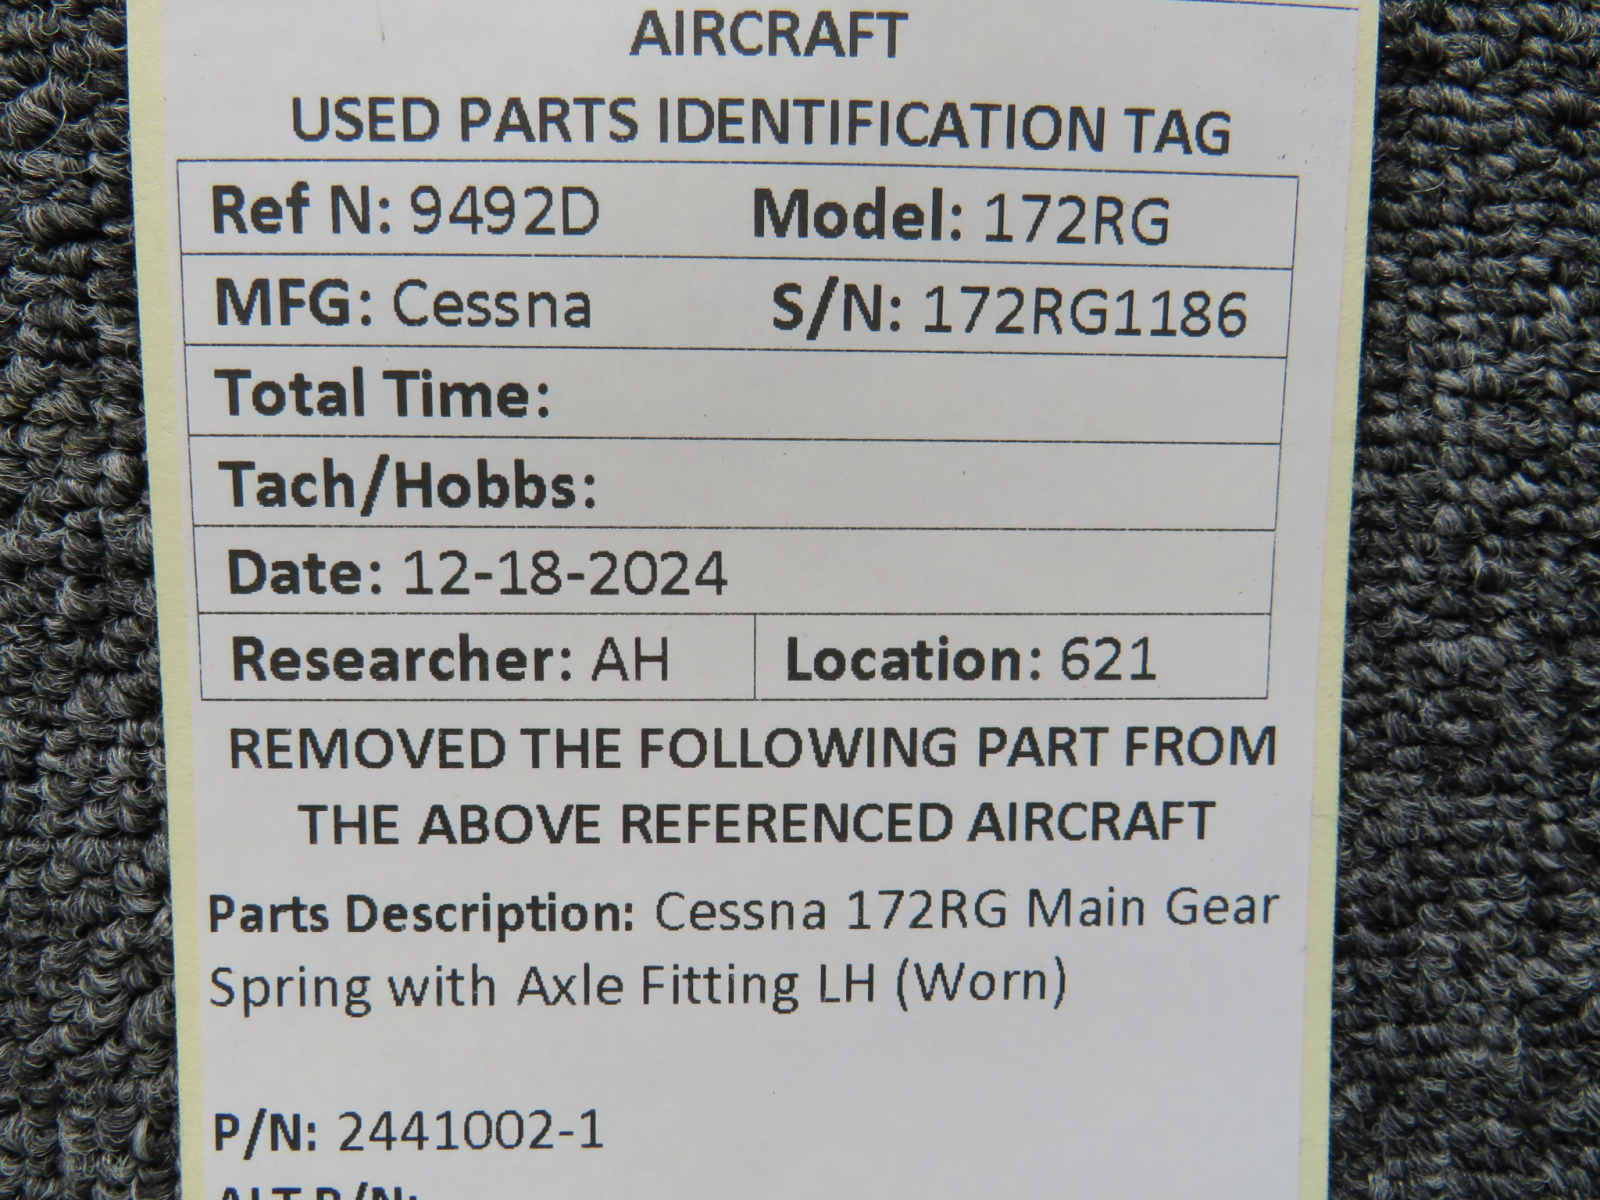 AIRCRAFT
USED PARTS IDENTIFICATION TAG
Ref N: 9492D Model: 172RG
MFG: Cessna S/N: 172RG1186
Total Time:
Tach/Hobbs:
Date: 12-18-2024
Researcher: AH Location: 621
REMOVED THE FOLLOWING PART FROM
THE ABOVE REFERENCED AIRCRAFT
Parts Description: Cessna 172RG Main Gear
Spring with Axle Fitting LH (Worn)
P/N: 2441002-1
ALT P/N: